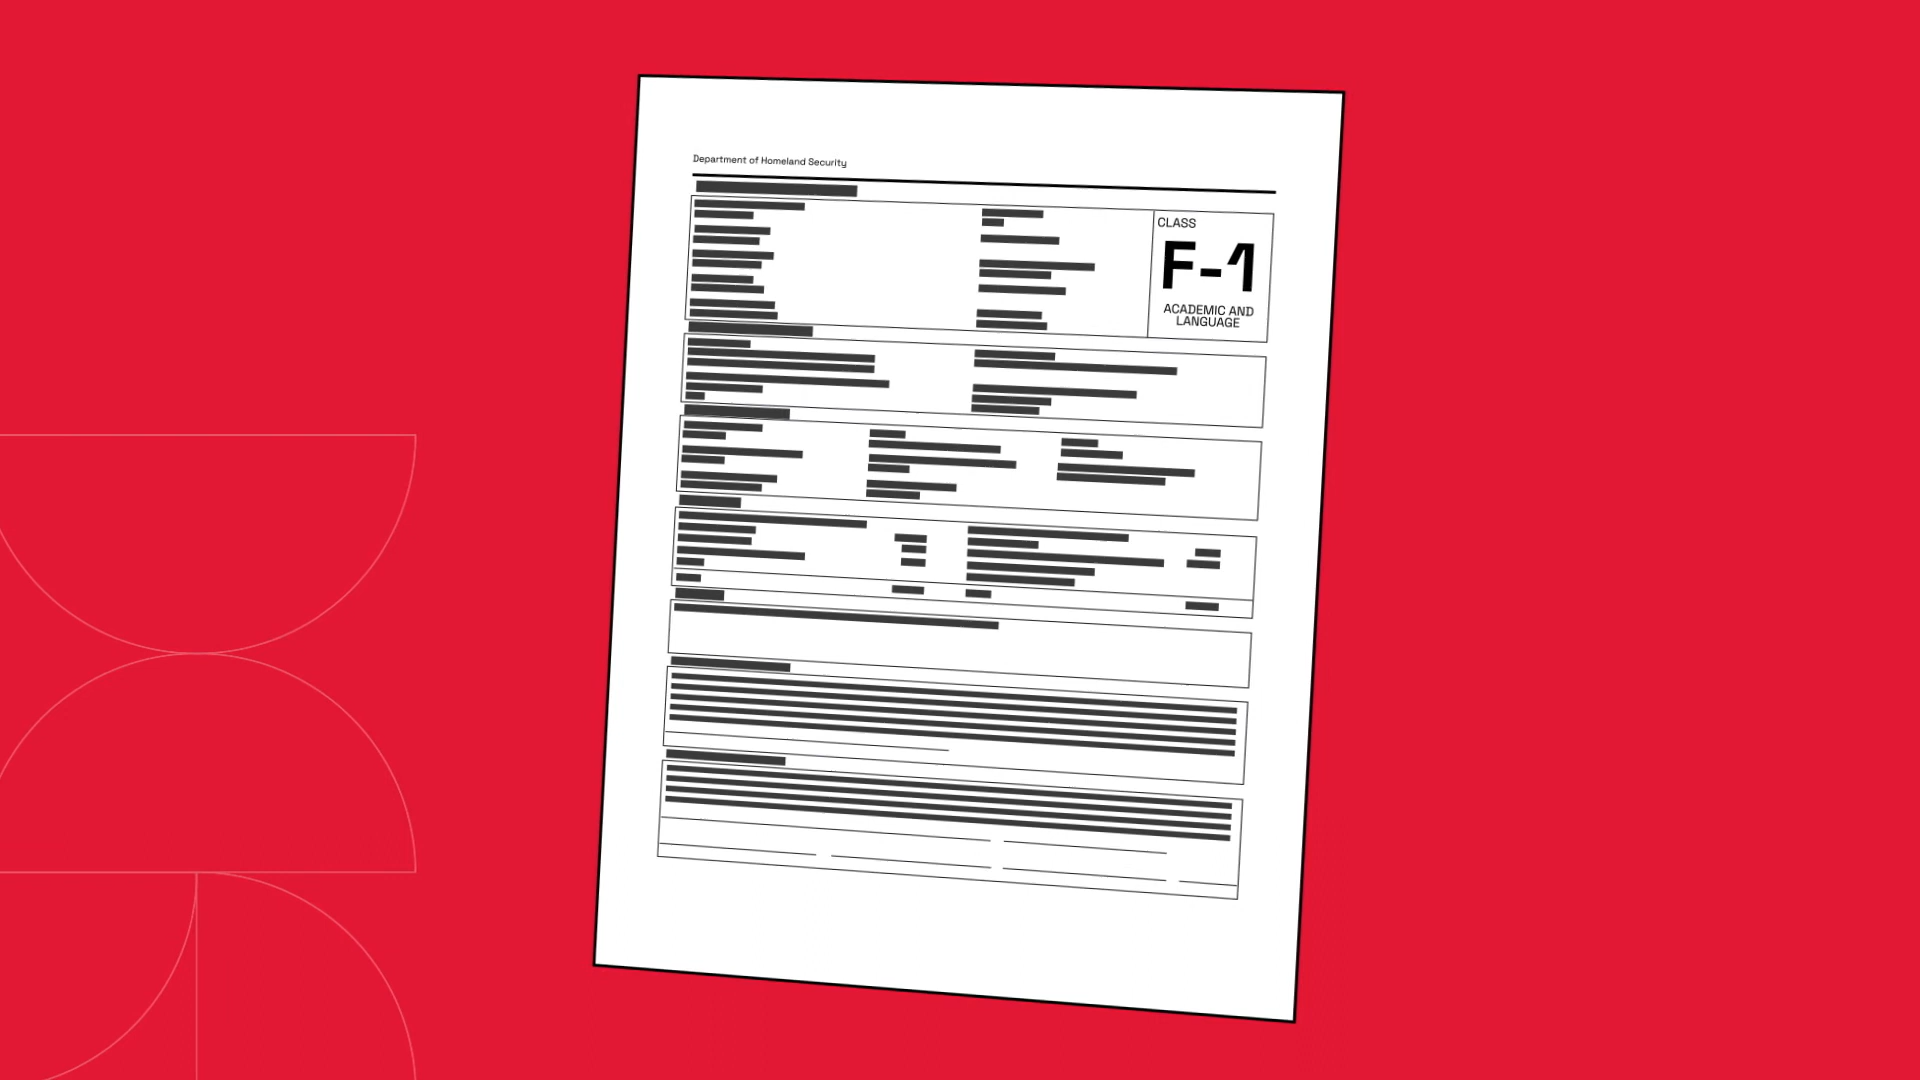 Department of Homeland Security
CLASS
F-1
ACADEMIC AND
LANGUAGE